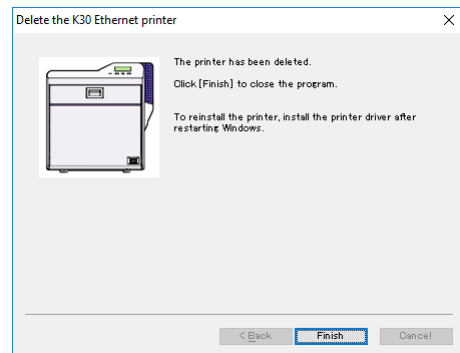 Delete the K30 Ethernet printer
The printer has been deleted.
Click [Finish] to close the program.
To reinstall the printer, install the printer driver after
restarting Windows.
< Back
Finish
Cancel